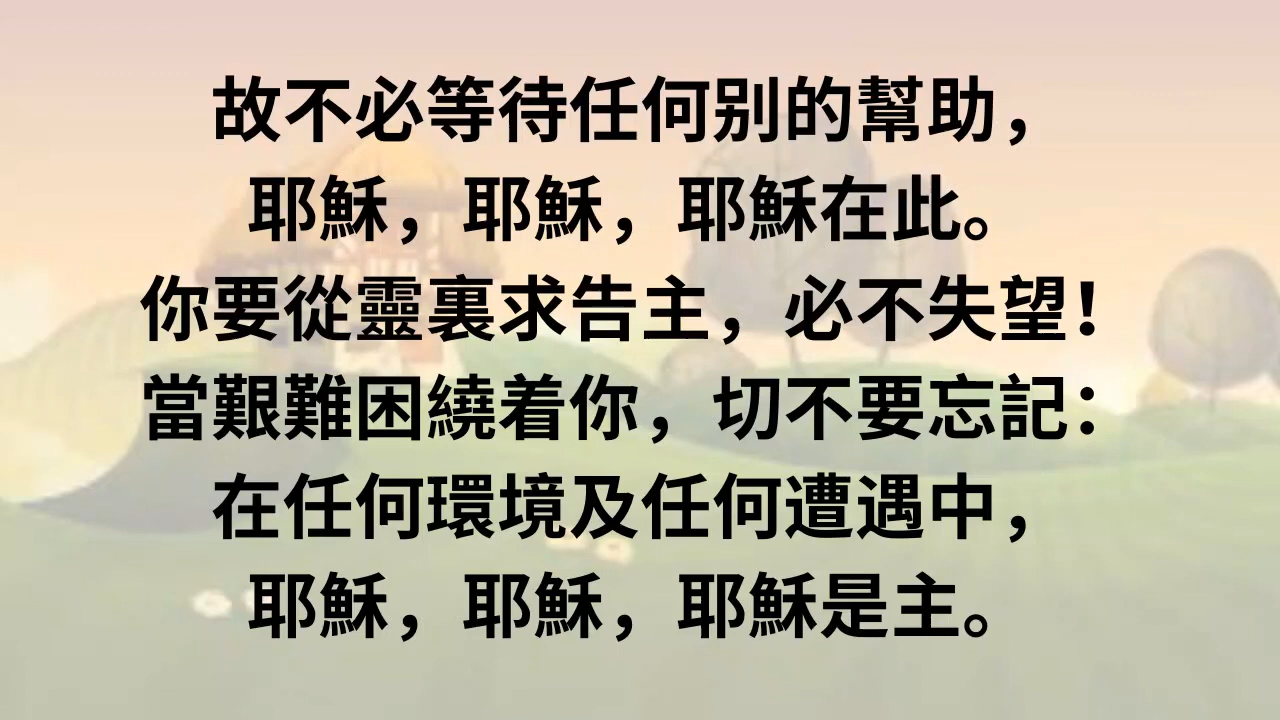 故不必等待任何别的幫助，
耶穌，耶穌，耶穌在此。
你要從靈裏求告主，必不失望！
當艱難困繞着你，切不要忘記：
在任何環境及任何遭遇中，
耶穌，耶穌，耶穌是主。